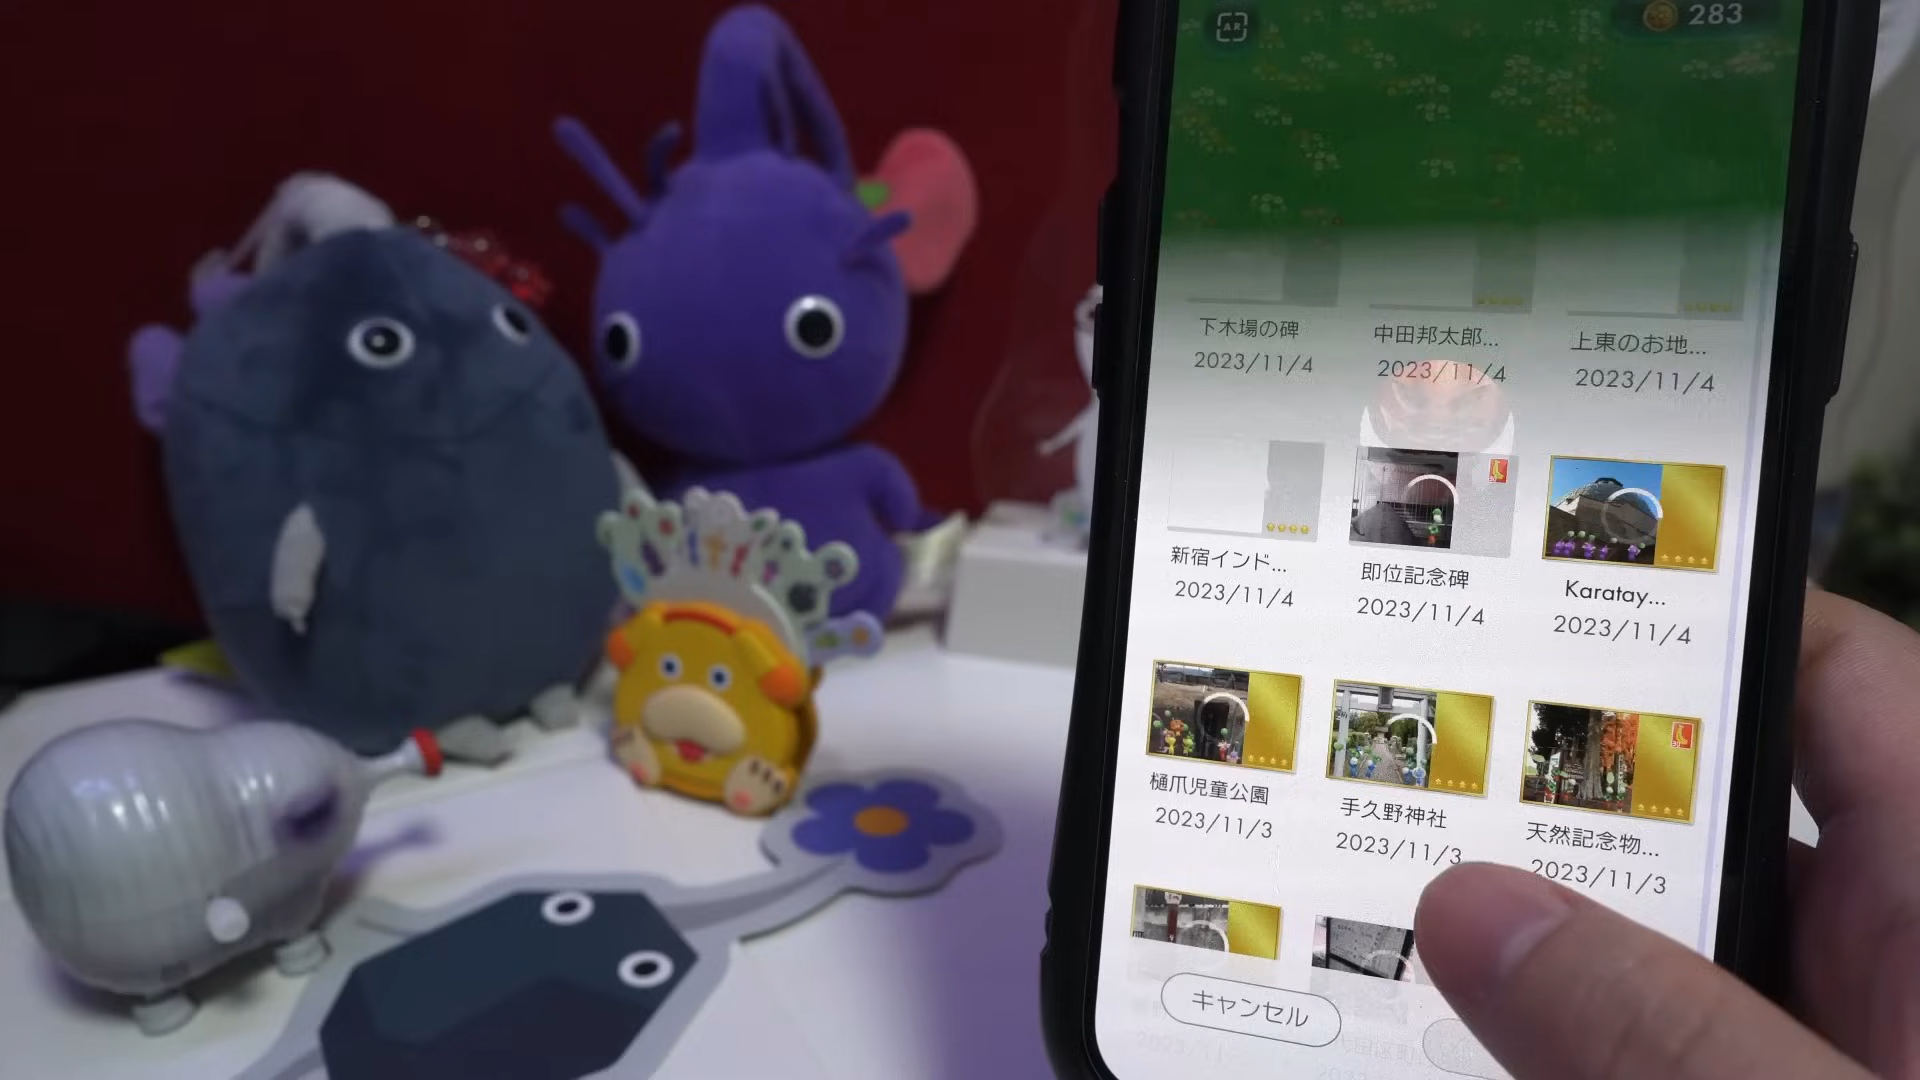 AR
283
下木場の碑
2023/11/4
中田邦太郎...
2023/11/4
上東のお地...
2023/11/4
新宿インド...
2023/11/4
即位記念碑
2023/11/4
Karatay...
2023/11/4
樋爪児童公園
2023/11/3
手久野神社
2023/11/3
天然記念物...
2023/11/3
キャンセル